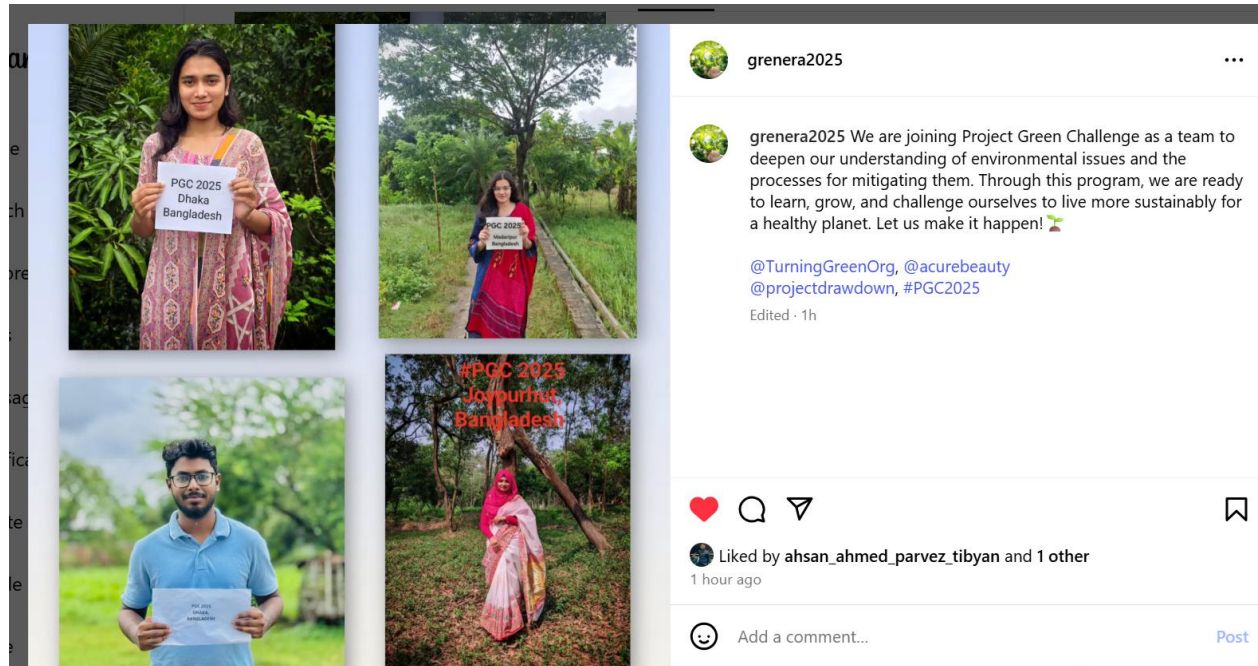 PGC 2025
Dhaka
Bangladesh
PGC 2025
Madaripur
Bangladesh
#PGC 2025
Joypurhut,
Bangladesh
PGC 2025
DHAKA,
BANGLADESH
grenera2025
grenera2025 We are joining Project Green Challenge as a team to
deepen our understanding of environmental issues and the
processes for mitigating them. Through this program, we are ready
to learn, grow, and challenge ourselves to live more sustainably for
a healthy planet. Let us make it happen!🌱
@TurningGreenOrg, @acurebeauty
@projectdrawdown, #PGC2025
Edited · 1h
Liked by ahsan_ahmed_parvez_tibyan and 1 other
1 hour ago
Add a comment...
Post